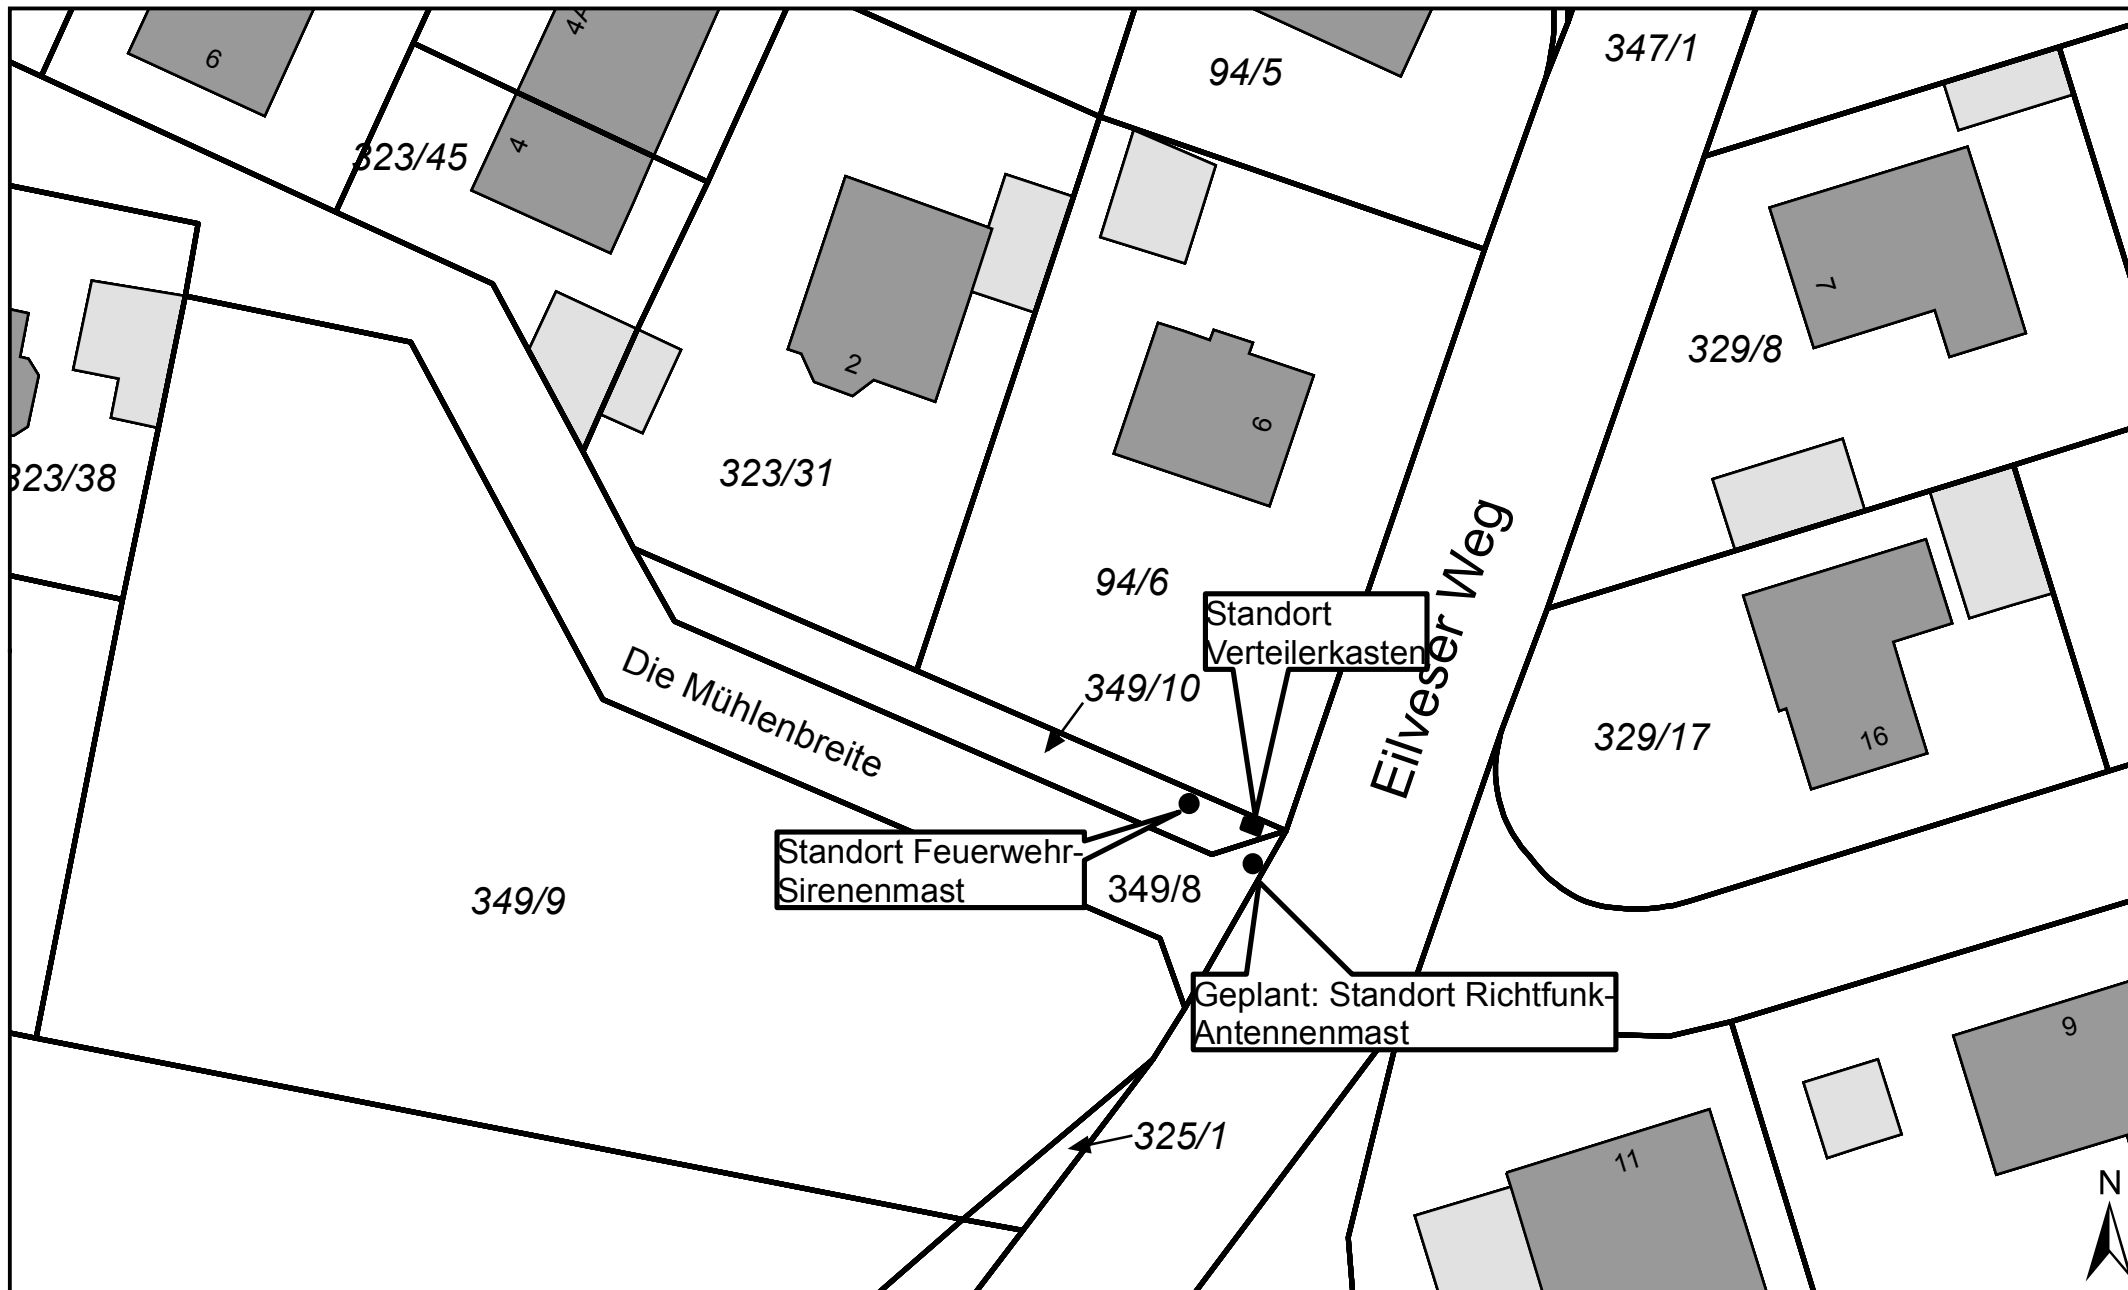 6
4
94/5
347/1
323/45
4
7
2
6
329/8
323/38
323/31
94/6
Standort
Verteilerkasten
Eilveser Weg
349/10
Die Mühlenbreite
329/17
16
Standort Feuerwehr-
Sirenenmast
349/8
349/9
Geplant: Standort Richtfunk-
Antennenmast
9
325/1
11
N